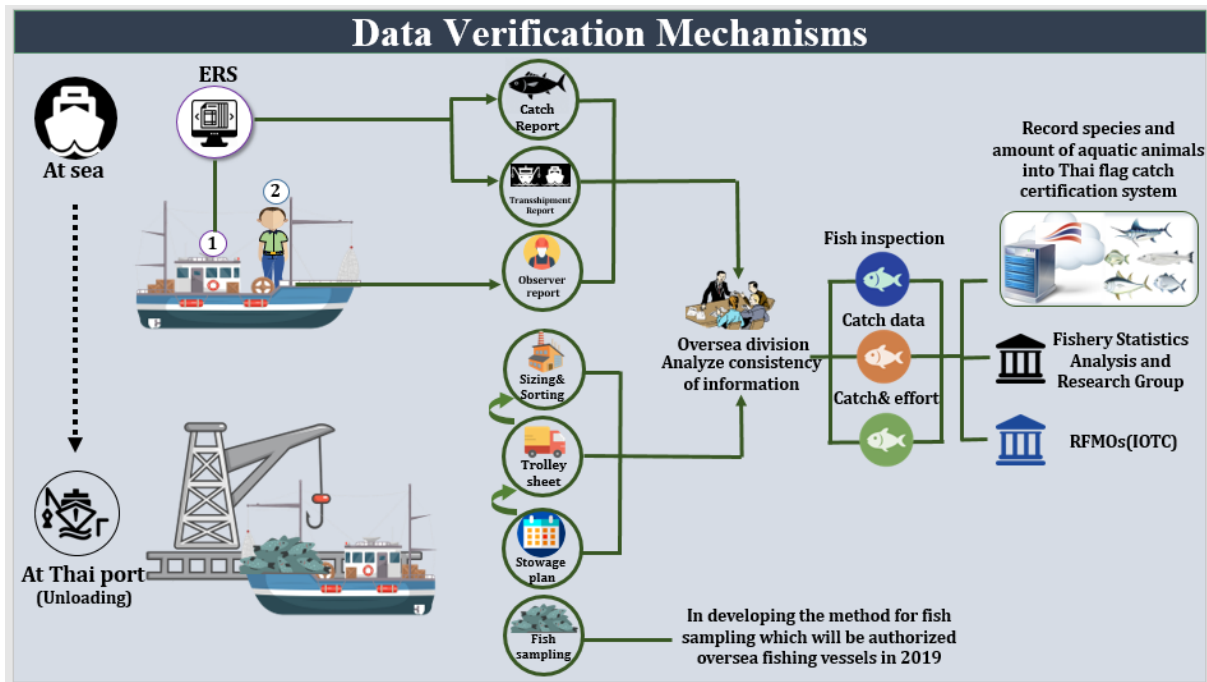 Data Verification Mechanisms
At sea
ERS
1
2
Catch
Report
Transshipment
Report
Observer
report
Sizing&
Sorting
Trolley
sheet
Stowage
plan
Fish
sampling
At Thai port
(Unloading)
Oversea division
Analyze consistency
of information
Fish inspection
Catch data
Catch& effort
Record species and
amount of aquatic animals
into Thai flag catch
certification system
Fishery Statistics
Analysis and
Research Group
RFMOs(IOTC)
In developing the method for fish
sampling which will be authorized
oversea fishing vessels in 2019